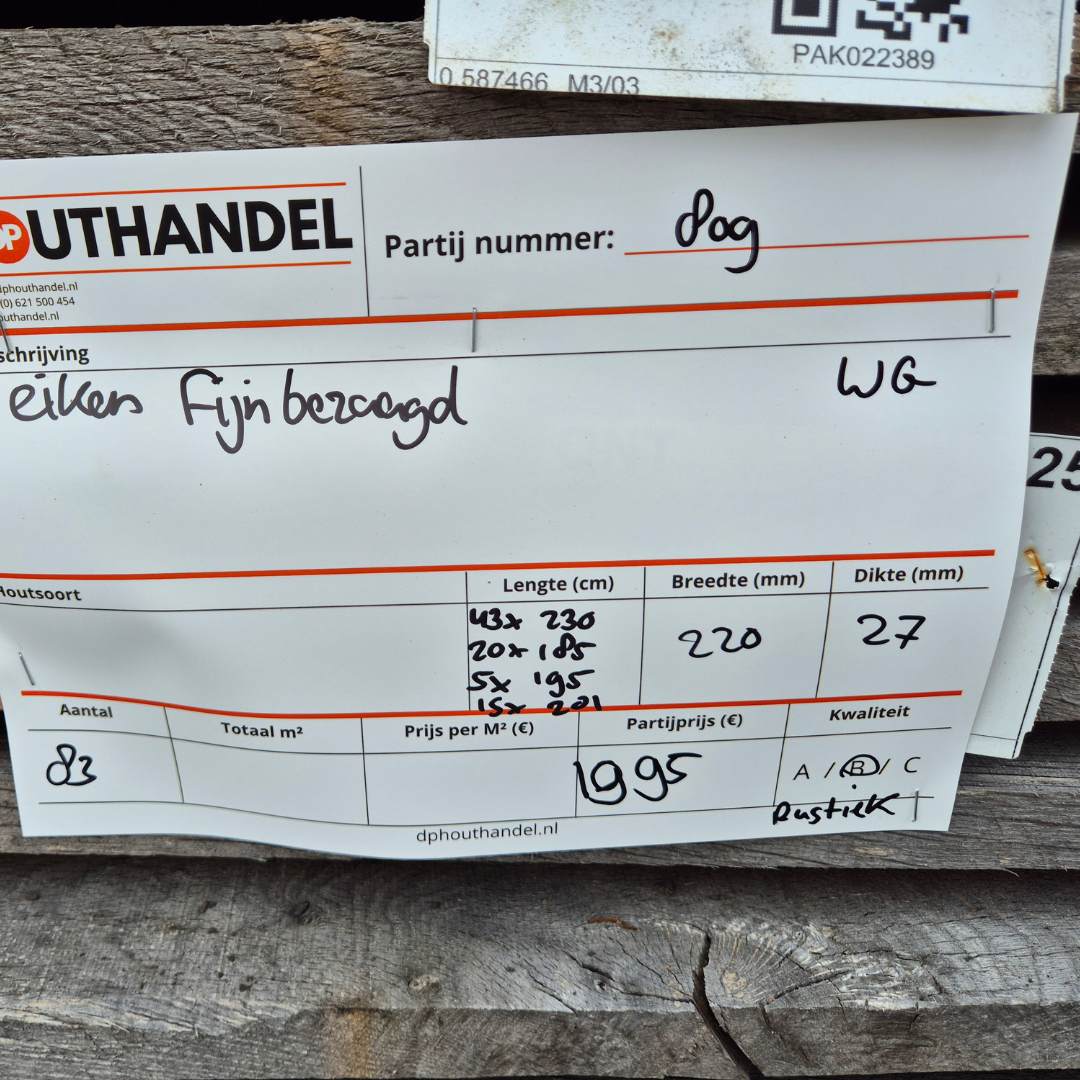 PAK022389
0.587466 M3/03
UTHANDEL
Partij nummer: 809
dphouthandel.nl
(0) 621 500 454
outhandel.nl
schrijving
eiken fijnbezaagd WG
25
Houtsoort Lengte (cm) Breedte (mm) Dikte (mm)
43x 230
20x 185
5x 195
15x 201
220 27
Aantal Totaal m² Prijs per M² (€) Partijprijs (€) Kwaliteit
83 1995 A / B / C
Rustiek
dphouthandel.nl